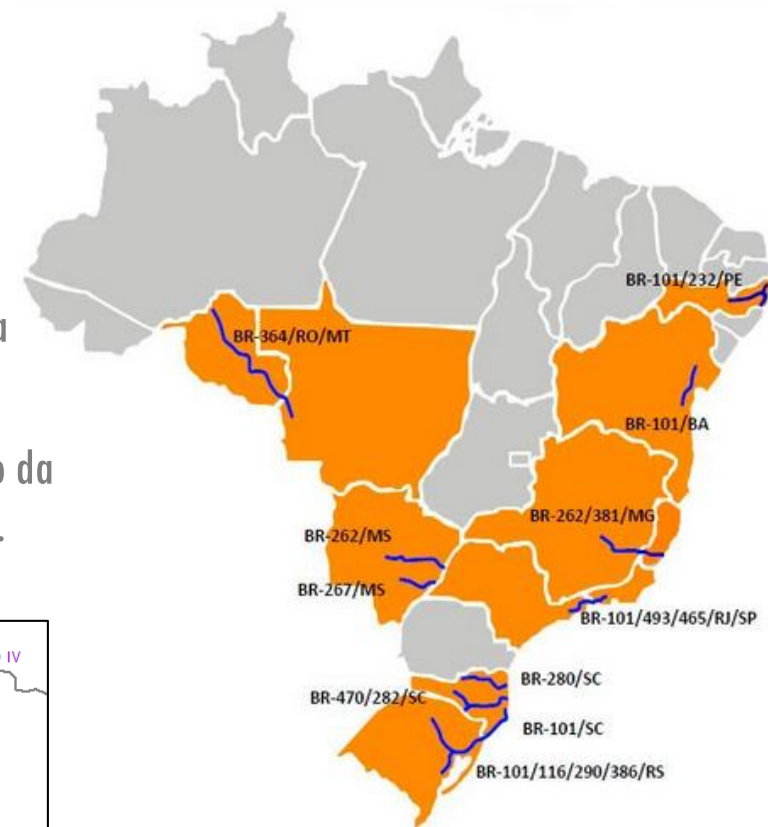 a
o da
.
IV
BR-101/232/PE
BR-364/RO/MT
BR-101/BA
BR-262/381/MG
BR-262/MS
BR-267/MS
BR-101/493/465/RJ/SP
BR-280/SC
BR-470/282/SC
BR-101/SC
BR-101/116/290/386/RS